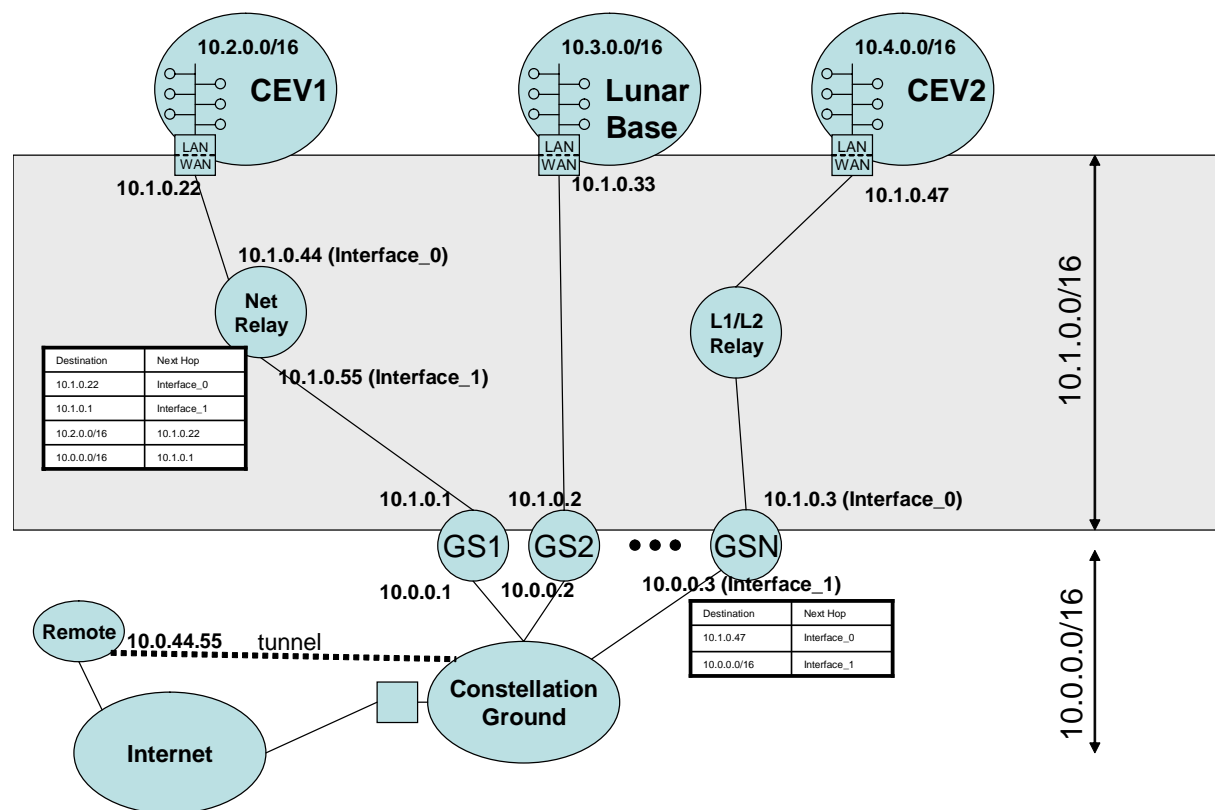 10.2.0.0/16
CEV1
LAN
WAN
10.1.0.22
10.3.0.0/16
Lunar
Base
LAN
WAN
10.1.0.33
10.4.0.0/16
CEV2
LAN
WAN
10.1.0.47
10.1.0.44 (Interface_0)
Net
Relay
10.1.0.55 (Interface_1)
Destination Next Hop
10.1.0.22 Interface_0
10.1.0.1 Interface_1
10.2.0.0/16 10.1.0.22
10.0.0.0/16 10.1.0.1
L1/L2
Relay
10.1.0.0/16
10.1.0.1
10.1.0.2
10.1.0.3 (Interface_0)
GS1
GS2
•••
GSN
10.0.0.1
10.0.0.2
10.0.0.3 (Interface_1)
Destination Next Hop
10.1.0.47 Interface_0
10.0.0.0/16 Interface_1
10.0.0.0/16
Remote
10.0.44.55
tunnel
Constellation
Ground
Internet